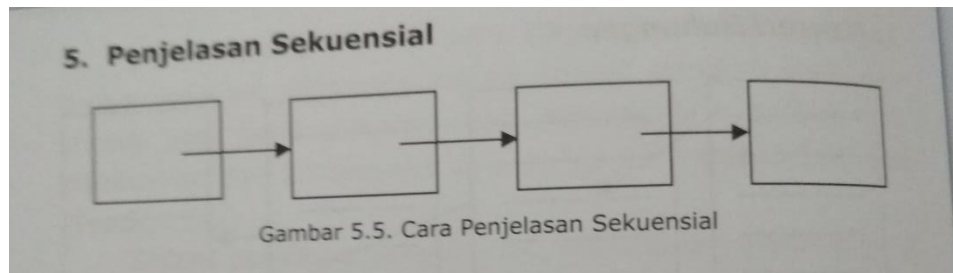 5. Penjelasan Sekuensial
Gambar 5.5. Cara Penjelasan Sekuensial